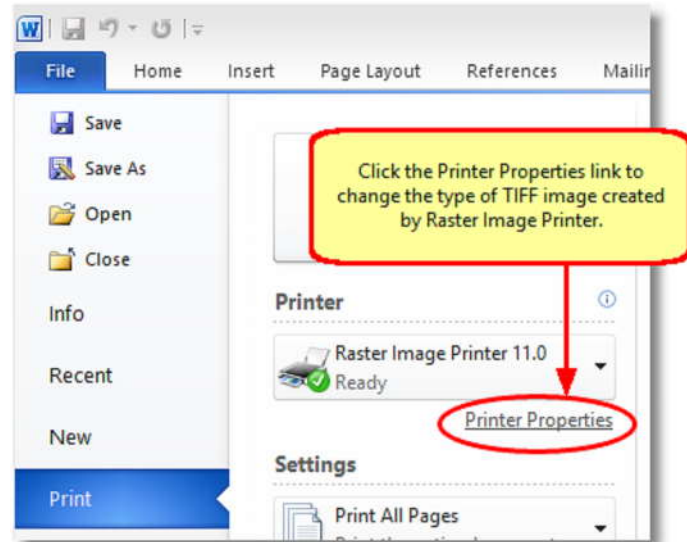 W
File Home Insert Page Layout References Mailin
Save
Save As
Open
Close
Info
Recent
New
Print
Click the Printer Properties link to
change the type of TIFF image created
by Raster Image Printer.
Printer
Raster Image Printer 11.0
Ready
Printer Properties
Settings
Print All Pages